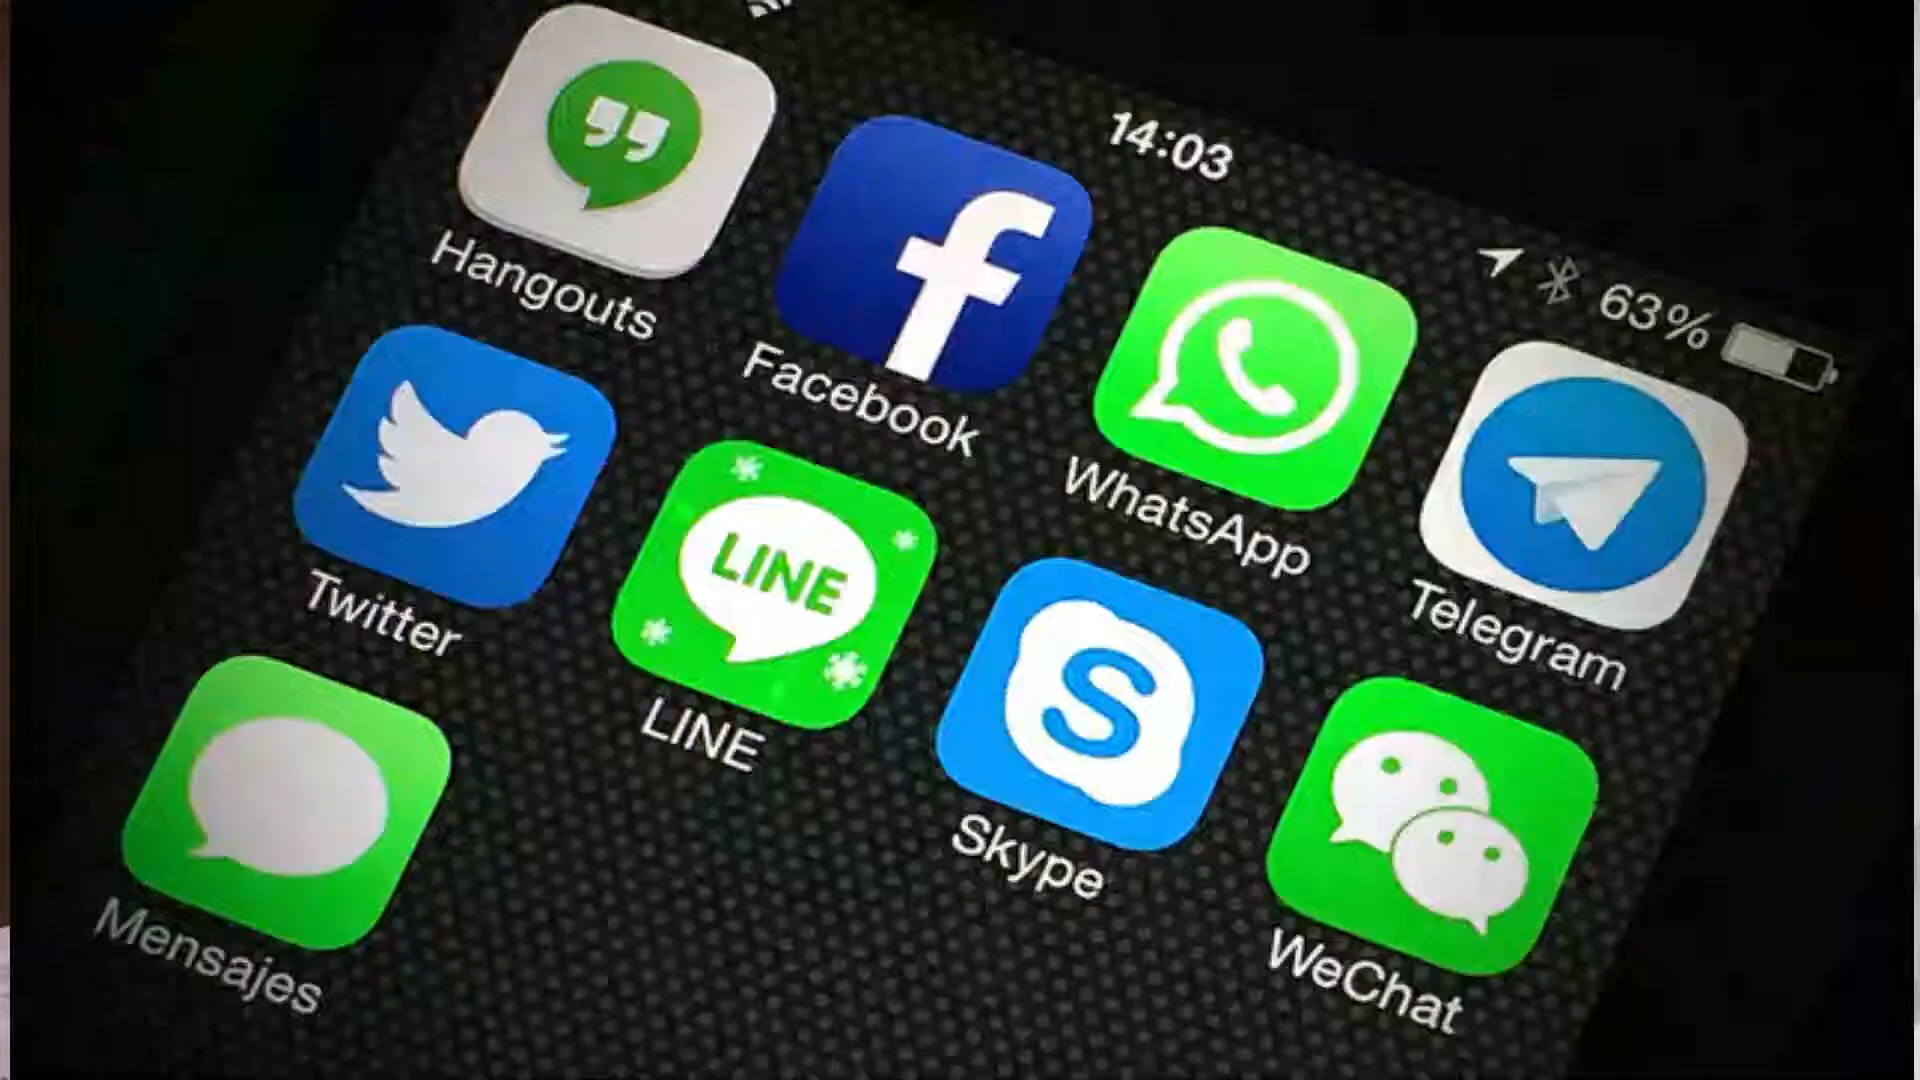 14:03
63%
Hangouts
Facebook
WhatsApp
Telegram
Twitter
LINE
LINE
Skype
WeChat
Mensajes